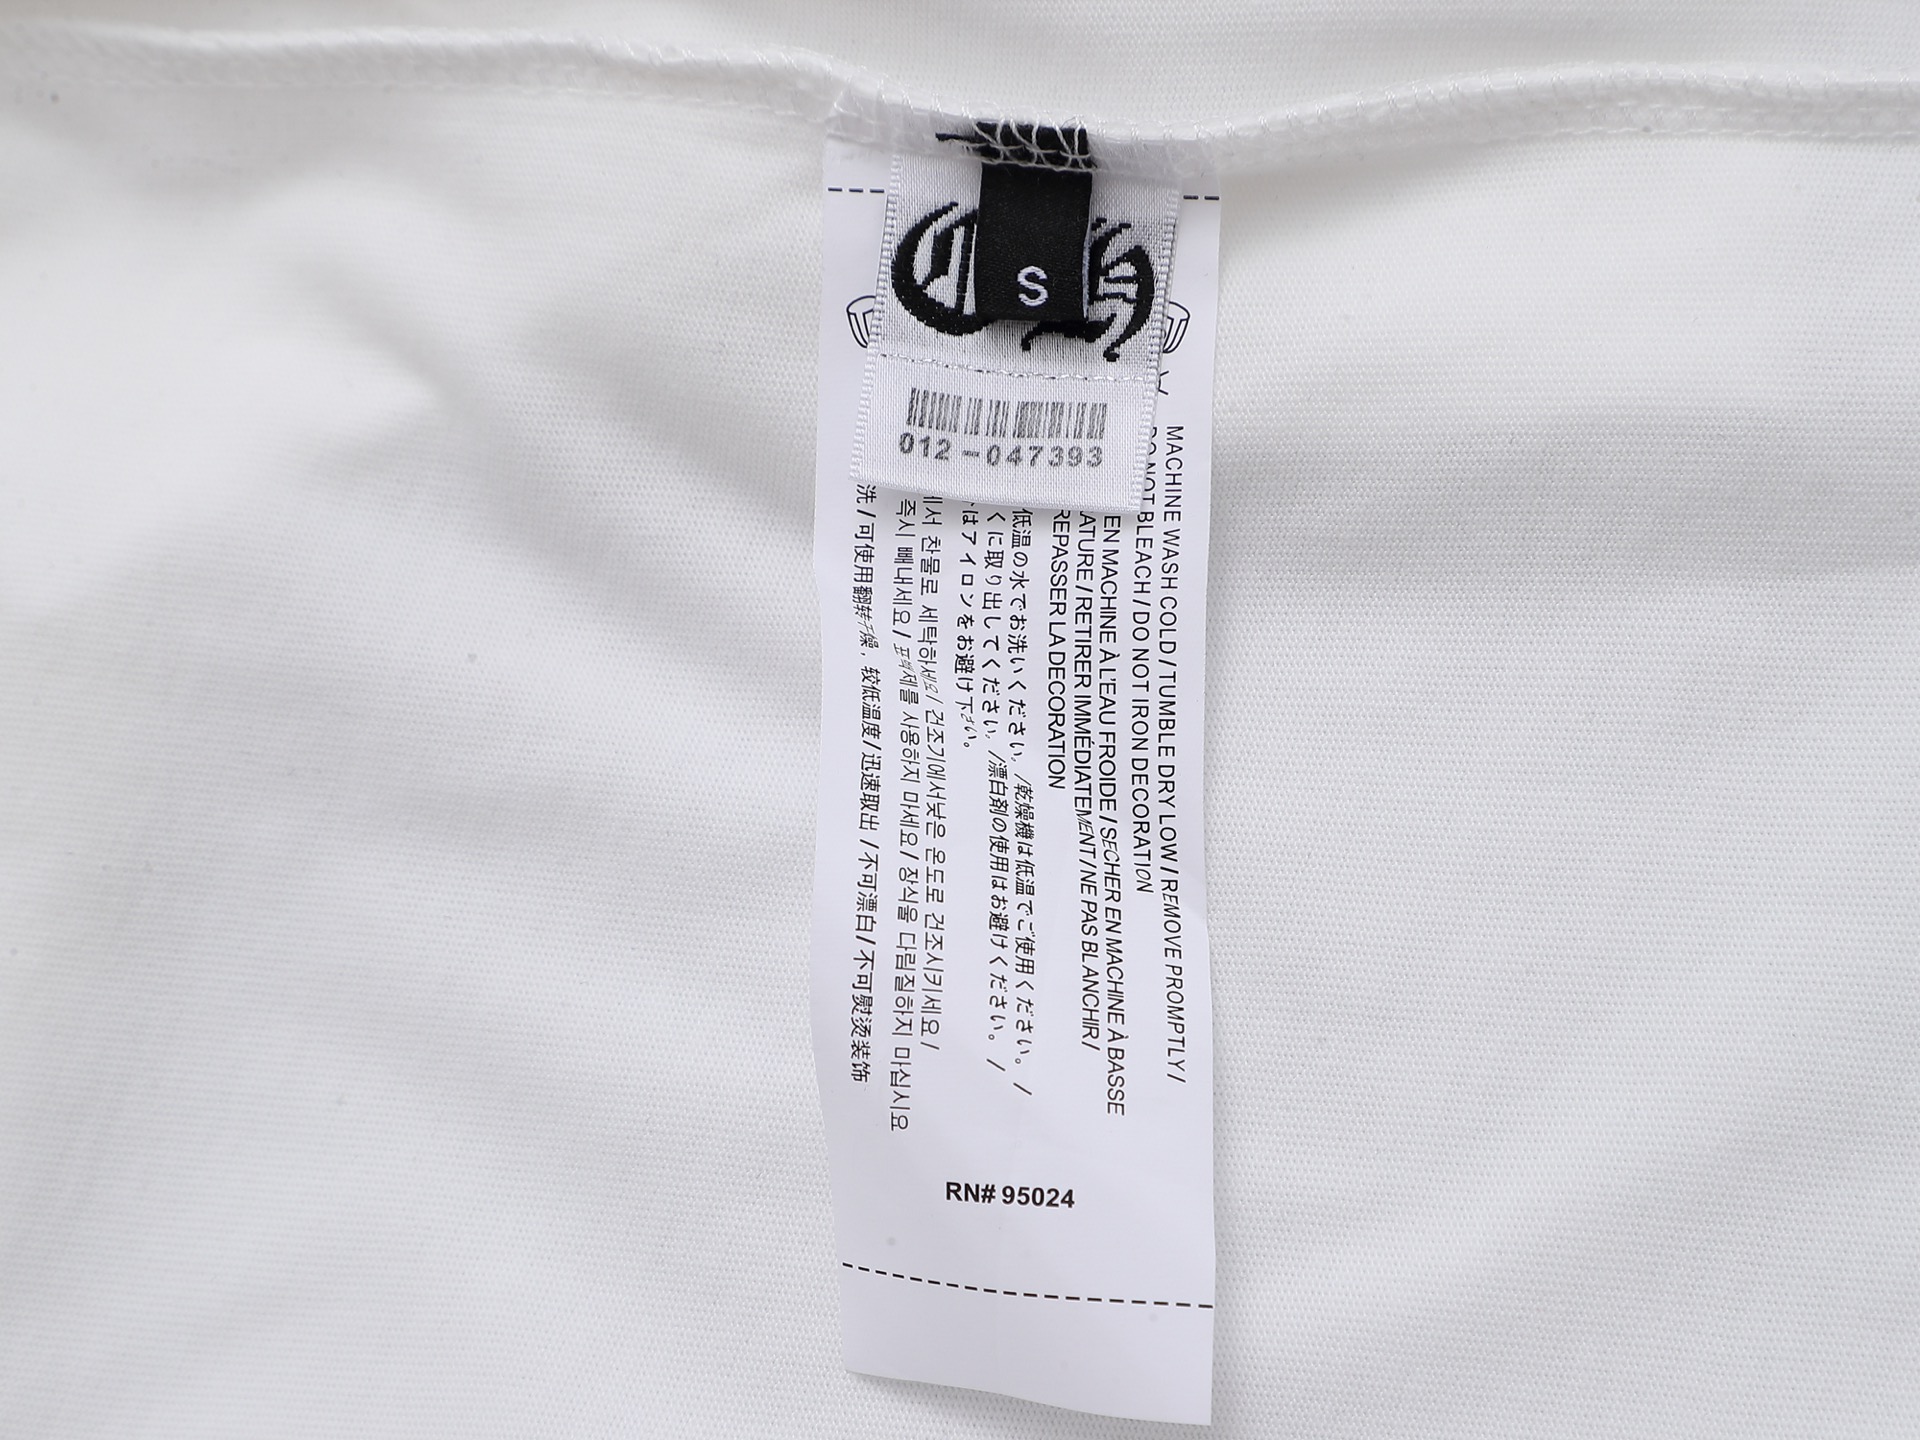 S
012-047393
MACHINE WASH COLD / TUMBLE DRY LOW / REMOVE PROMPTLY /
DO NOT BLEACH / DO NOT IRON DECORATION
EN MACHINE À L'EAU FROIDE / SÉCHER EN MACHINE À BASSE
ATURE / RETIRER IMMÉDIATEMENT / NE PAS BLANCHIR /
REPASSER LA DECORATION
低温の水でお洗いください。/乾燥機は低温でご使用ください。/
くに取り出してください。/漂白剤の使用はお避けください。/
はアイロンをお避け下さい。
에서 찬물로 세탁하세요/ 건조기에서낮은 온도로 건조시키세요/
즉시 빼내세요/ 표백제를 사용하지 마세요/ 장식을 다림질하지 마십시요
洗 / 可使用翻转干燥，较低温度/ 迅速取出 / 不可漂白 / 不可熨烫装饰
RN# 95024